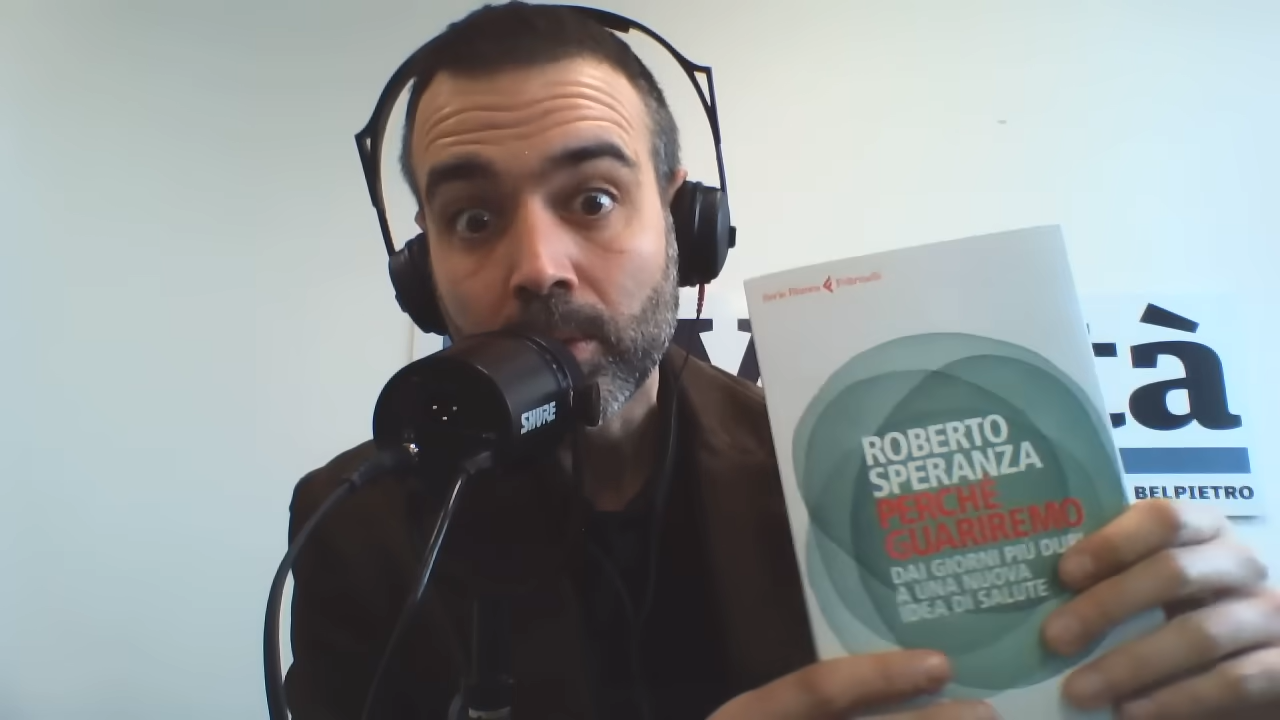 Serie Bianca Feltrinelli
ROBERTO
SPERANZA
PERCHÉ
GUARIREMO
DAI GIORNI PIÙ DURI
A UNA NUOVA
IDEA DI SALUTE
SHURE
V
tà
BELPIETRO